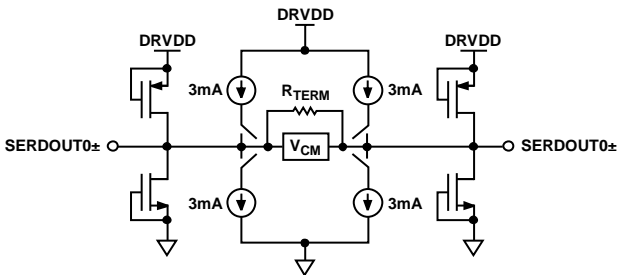 DRVDD
DRVDD
DRVDD
3mA
RTERM
3mA
SERDOUT0±
VCM
SERDOUT0±
3mA
3mA